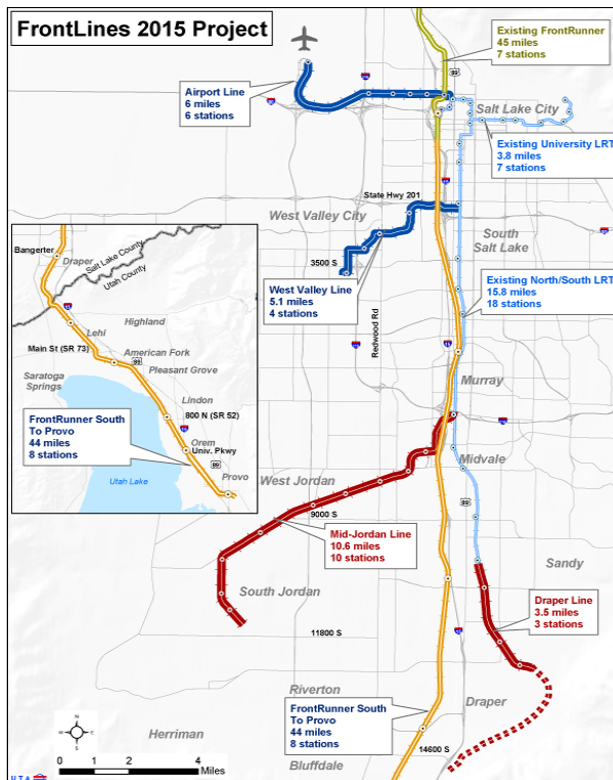 FrontLines 2015 Project
Existing FrontRunner
45 miles
7 stations
89
Airport Line
6 miles
6 stations
Salt Lake City
Existing University LRT
3.8 miles
7 stations
State Hwy 201
West Valley City
South
Salt Lake
3500 S
West Valley Line
5.1 miles
4 stations
Existing North/South LRT
15.8 miles
18 stations
Redwood Rd
Bangerter
Draper
Salt Lake County
Utah County
Lehi
Highland
Main St (SR 73)
American Fork
89
Pleasant Grove
Saratoga
Springs
Lindon
800 N (SR 52)
FrontRunner South
To Provo
44 miles
8 stations
Orem
Univ. Pkwy
89
Provo
Utah Lake
Murray
Midvale
West Jordan
89
9000 S
Mid-Jordan Line
10.6 miles
10 stations
Sandy
South Jordan
Draper Line
3.5 miles
3 stations
11800 S
Riverton
FrontRunner South
To Provo
44 miles
8 stations
Draper
Herriman
14600 S
Bluffdale
0 2 4
Miles
UTA